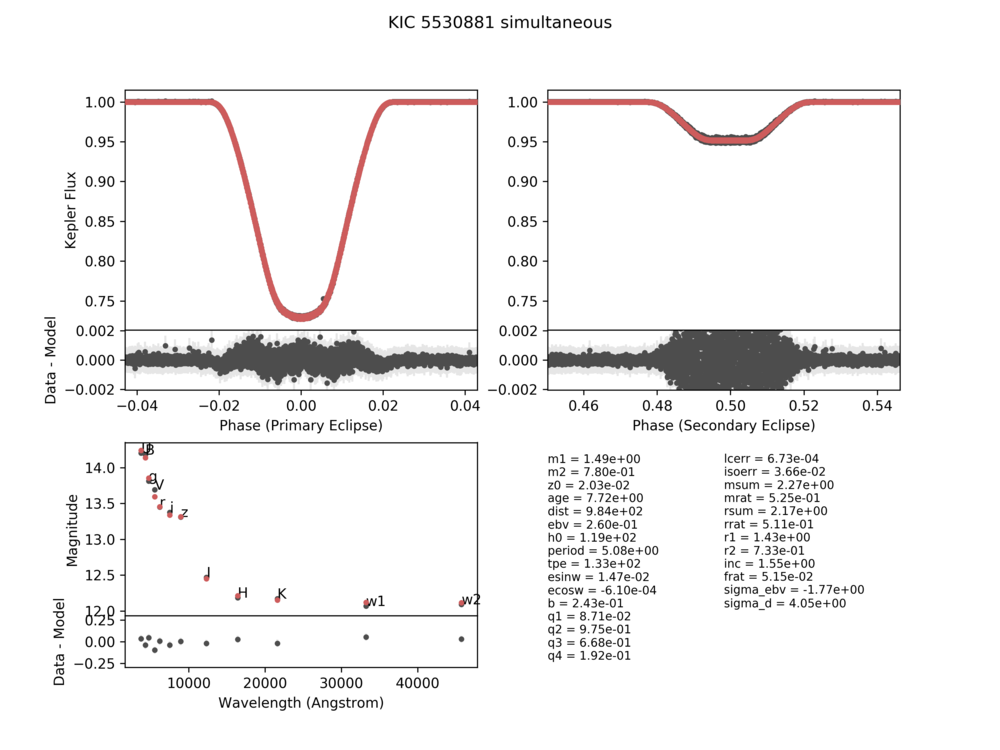 KIC 5530881 simultaneous
1.00
0.95
0.90
0.85
0.80
0.75
Kepler Flux
0.002
0.000
−0.002
Data - Model
−0.04
−0.02
0.00
0.02
0.04
Phase (Primary Eclipse)
1.00
0.95
0.90
0.85
0.80
0.75
0.002
0.000
−0.002
0.46
0.48
0.50
0.52
0.54
Phase (Secondary Eclipse)
14.0
13.5
13.0
12.5
12.0
Magnitude
U
B
g
V
r
i
z
J
H
K
w1
w2
0.25
0.00
−0.25
Data - Model
10000
20000
30000
40000
Wavelength (Angstrom)
m1 = 1.49e+00
m2 = 7.80e-01
z0 = 2.03e-02
age = 7.72e+00
dist = 9.84e+02
ebv = 2.60e-01
h0 = 1.19e+02
period = 5.08e+00
tpe = 1.33e+02
esinw = 1.47e-02
ecosw = -6.10e-04
b = 2.43e-01
q1 = 8.71e-02
q2 = 9.75e-01
q3 = 6.68e-01
q4 = 1.92e-01
lcerr = 6.73e-04
isoerr = 3.66e-02
msum = 2.27e+00
mrat = 5.25e-01
rsum = 2.17e+00
rrat = 5.11e-01
r1 = 1.43e+00
r2 = 7.33e-01
inc = 1.55e+00
frat = 5.15e-02
sigma_ebv = -1.77e+00
sigma_d = 4.05e+00